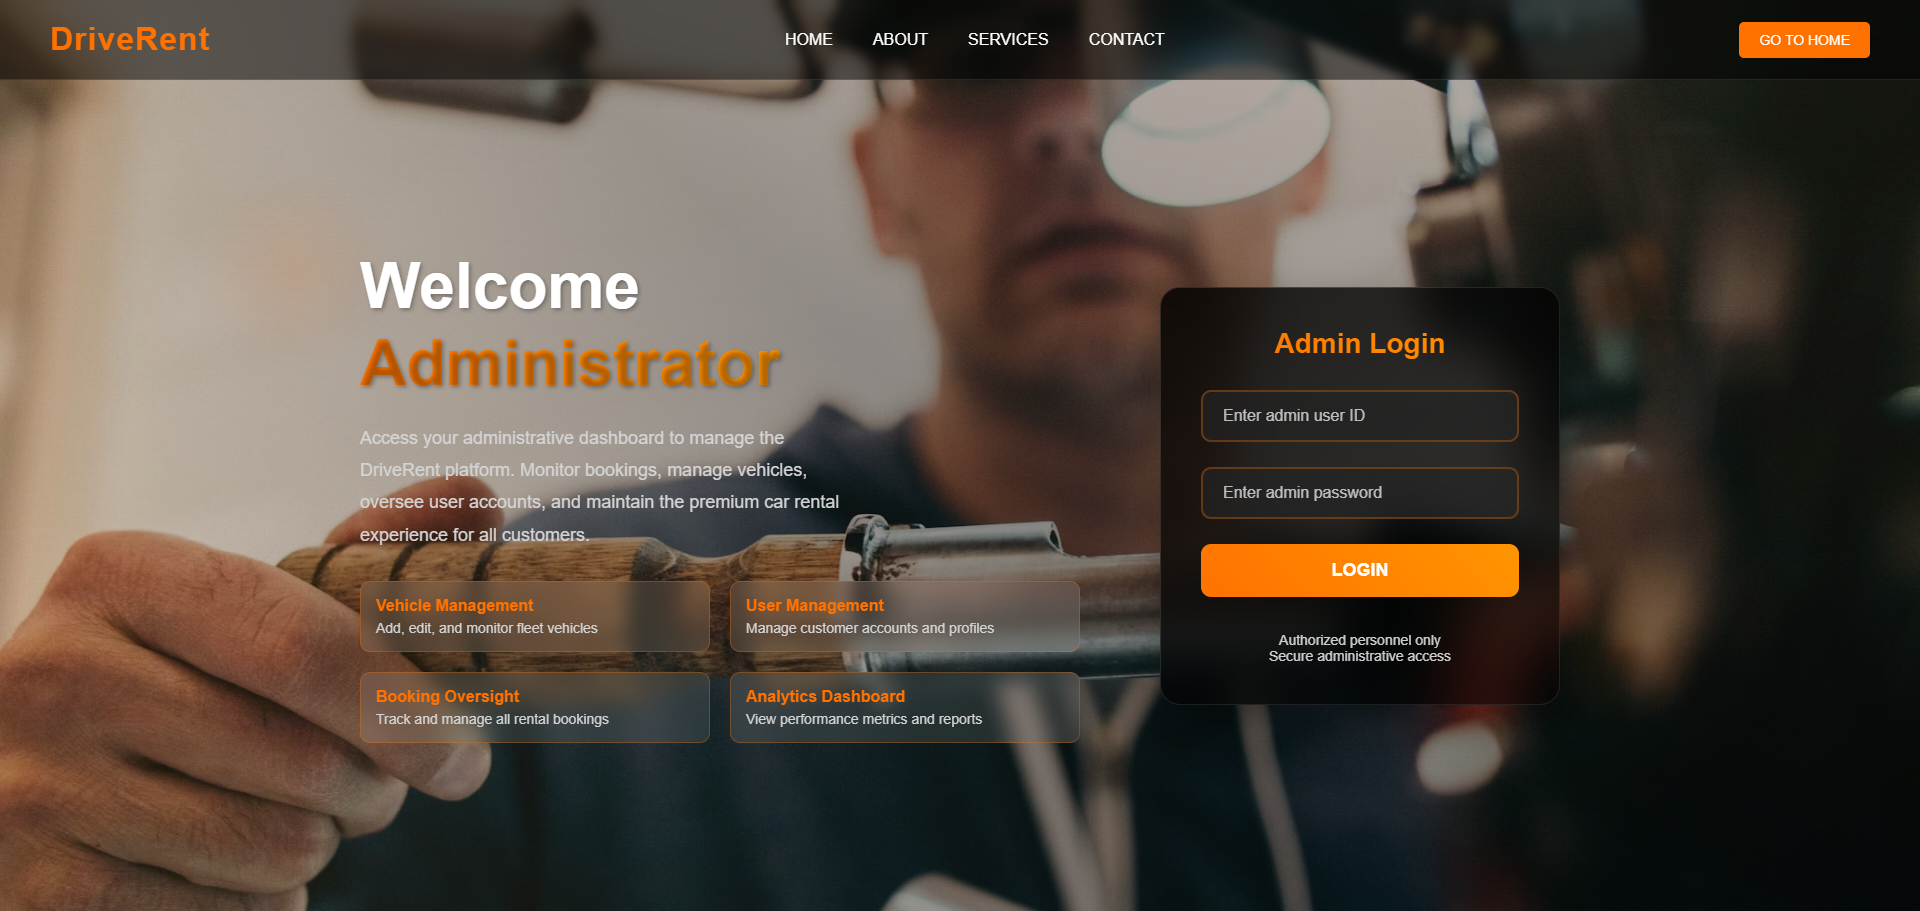 DriveRent
HOME
ABOUT
SERVICES
CONTACT
GO TO HOME
Welcome
Administrator
Access your administrative dashboard to manage the
DriveRent platform. Monitor bookings, manage vehicles,
oversee user accounts, and maintain the premium car rental
experience for all customers.
Vehicle Management
Add, edit, and monitor fleet vehicles
User Management
Manage customer accounts and profiles
Booking Oversight
Track and manage all rental bookings
Analytics Dashboard
View performance metrics and reports
Admin Login
Enter admin user ID
Enter admin password
LOGIN
Authorized personnel only
Secure administrative access